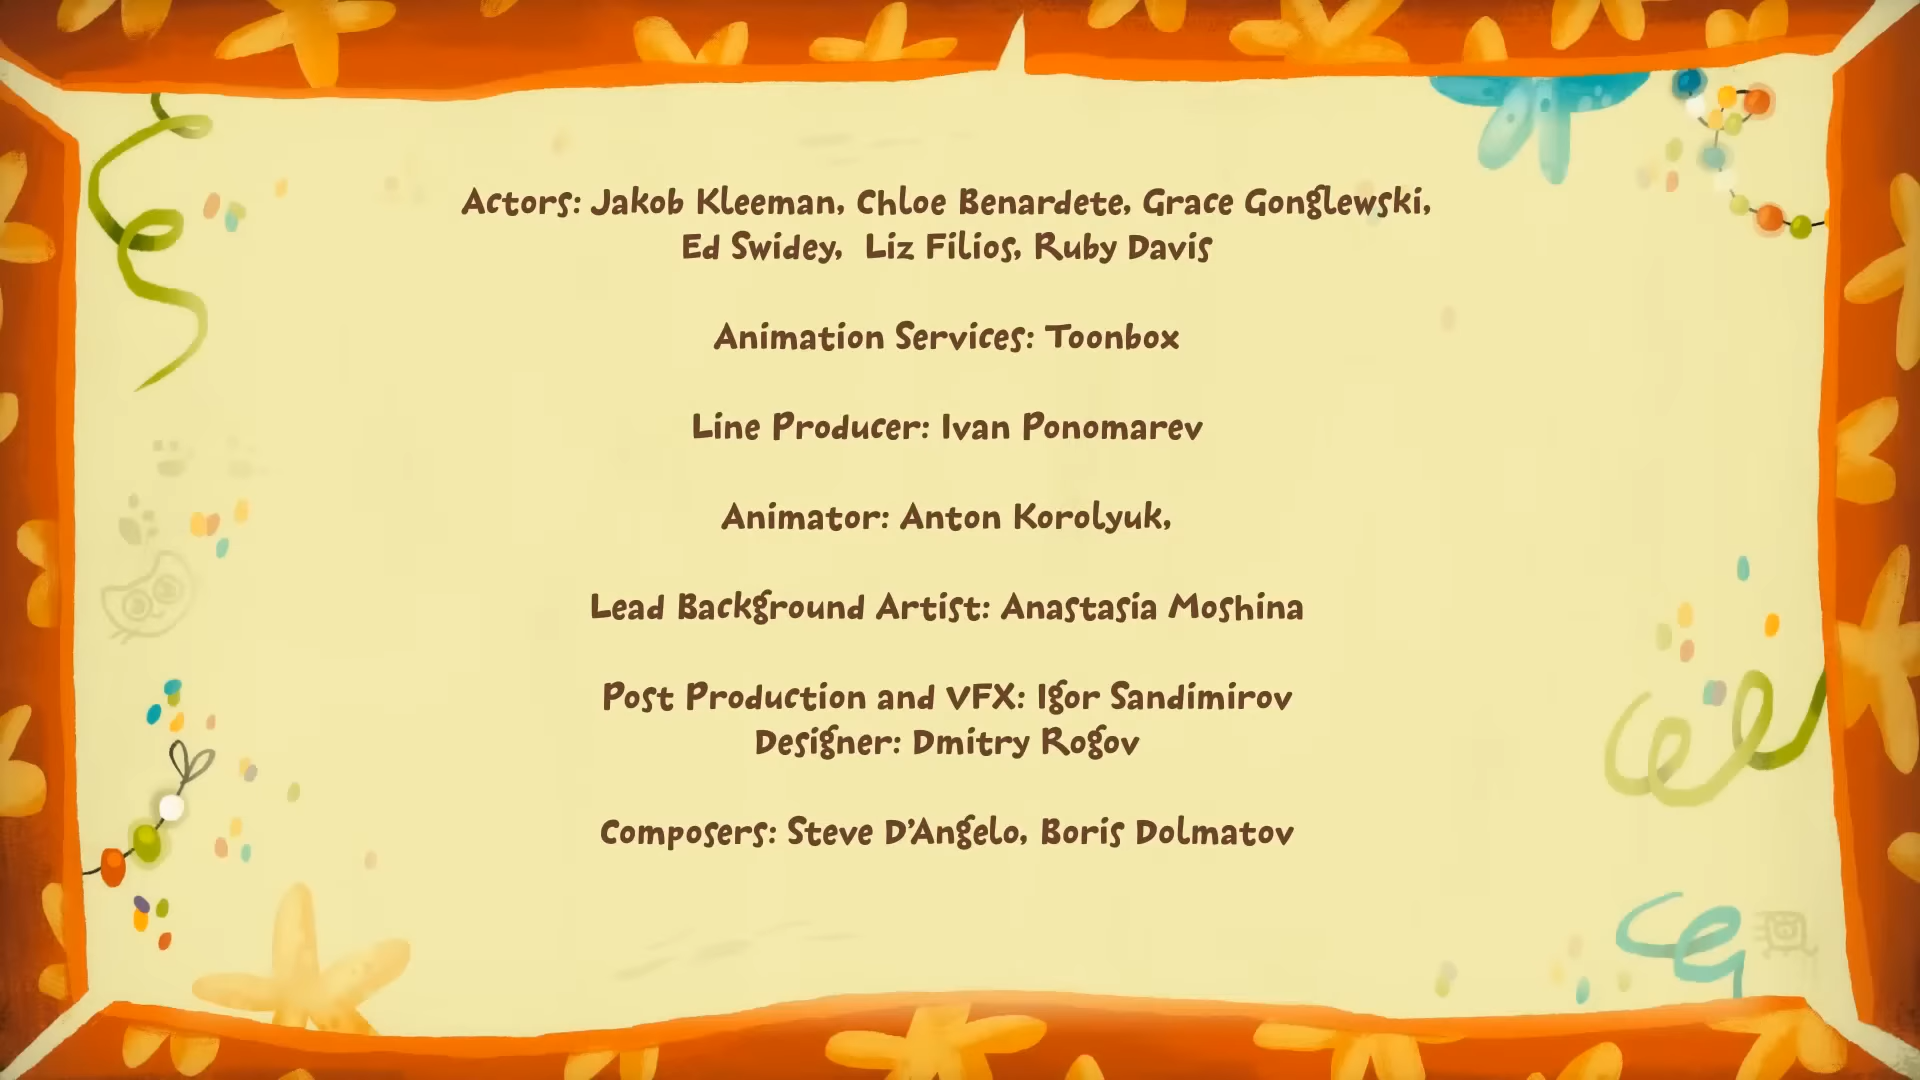 Actors: Jakob Kleeman, Chloe Benardete, Grace Gonglewski,
Ed Swidey,  Liz Filios, Ruby Davis
Animation Services: Toonbox
Line Producer: Ivan Ponomarev
Animator: Anton Korolyuk,
Lead Background Artist: Anastasia Moshina
Post Production and VFX: Igor Sandimirov
Designer: Dmitry Rogov
Composers: Steve D'Angelo, Boris Dolmatov